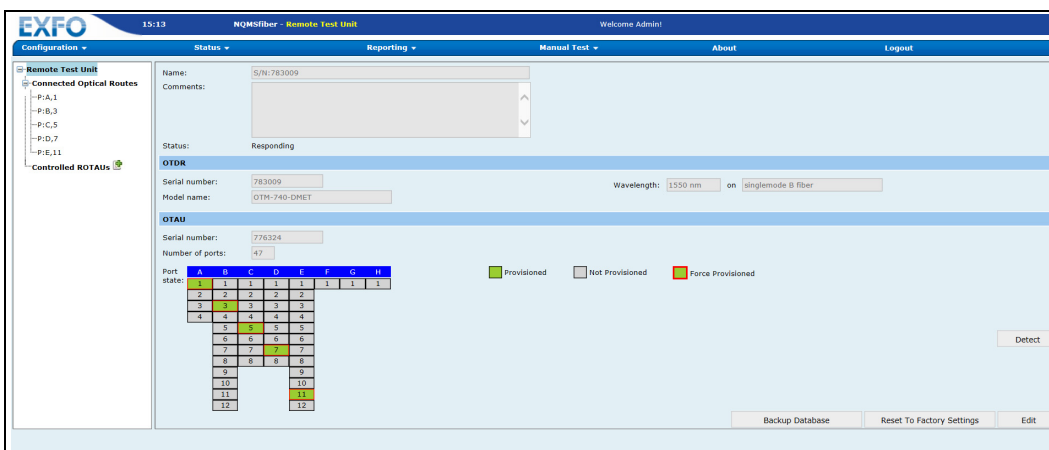 EXFO 15:13 NQMSfiber - Remote Test Unit Welcome Admin!
Configuration Status Reporting Manual Test About Logout
Remote Test Unit
Connected Optical Routes
P:A,1
P:B,3
P:C,5
P:D,7
P:E,11
Controlled ROTAUs
Name: S/N:783009
Comments:
Status: Responding
OTDR
Serial number: 783009 Wavelength: 1550 nm on singlemode B fiber
Model name: OTM-740-DMET
OTAU
Serial number: 776324
Number of ports: 47
Port state: A B C D E F G H
1 1 1 1 1 1 1 1
2 2 2 2 2
3 3 3 3 3
4 4 4 4 4
5 5 5 5
6 6 6 6
7 7 7 7
8 8 8 8
9 9
10 10
11 11
12 12
Provisioned Not Provisioned Force Provisioned
Detect
Backup Database Reset To Factory Settings Edit